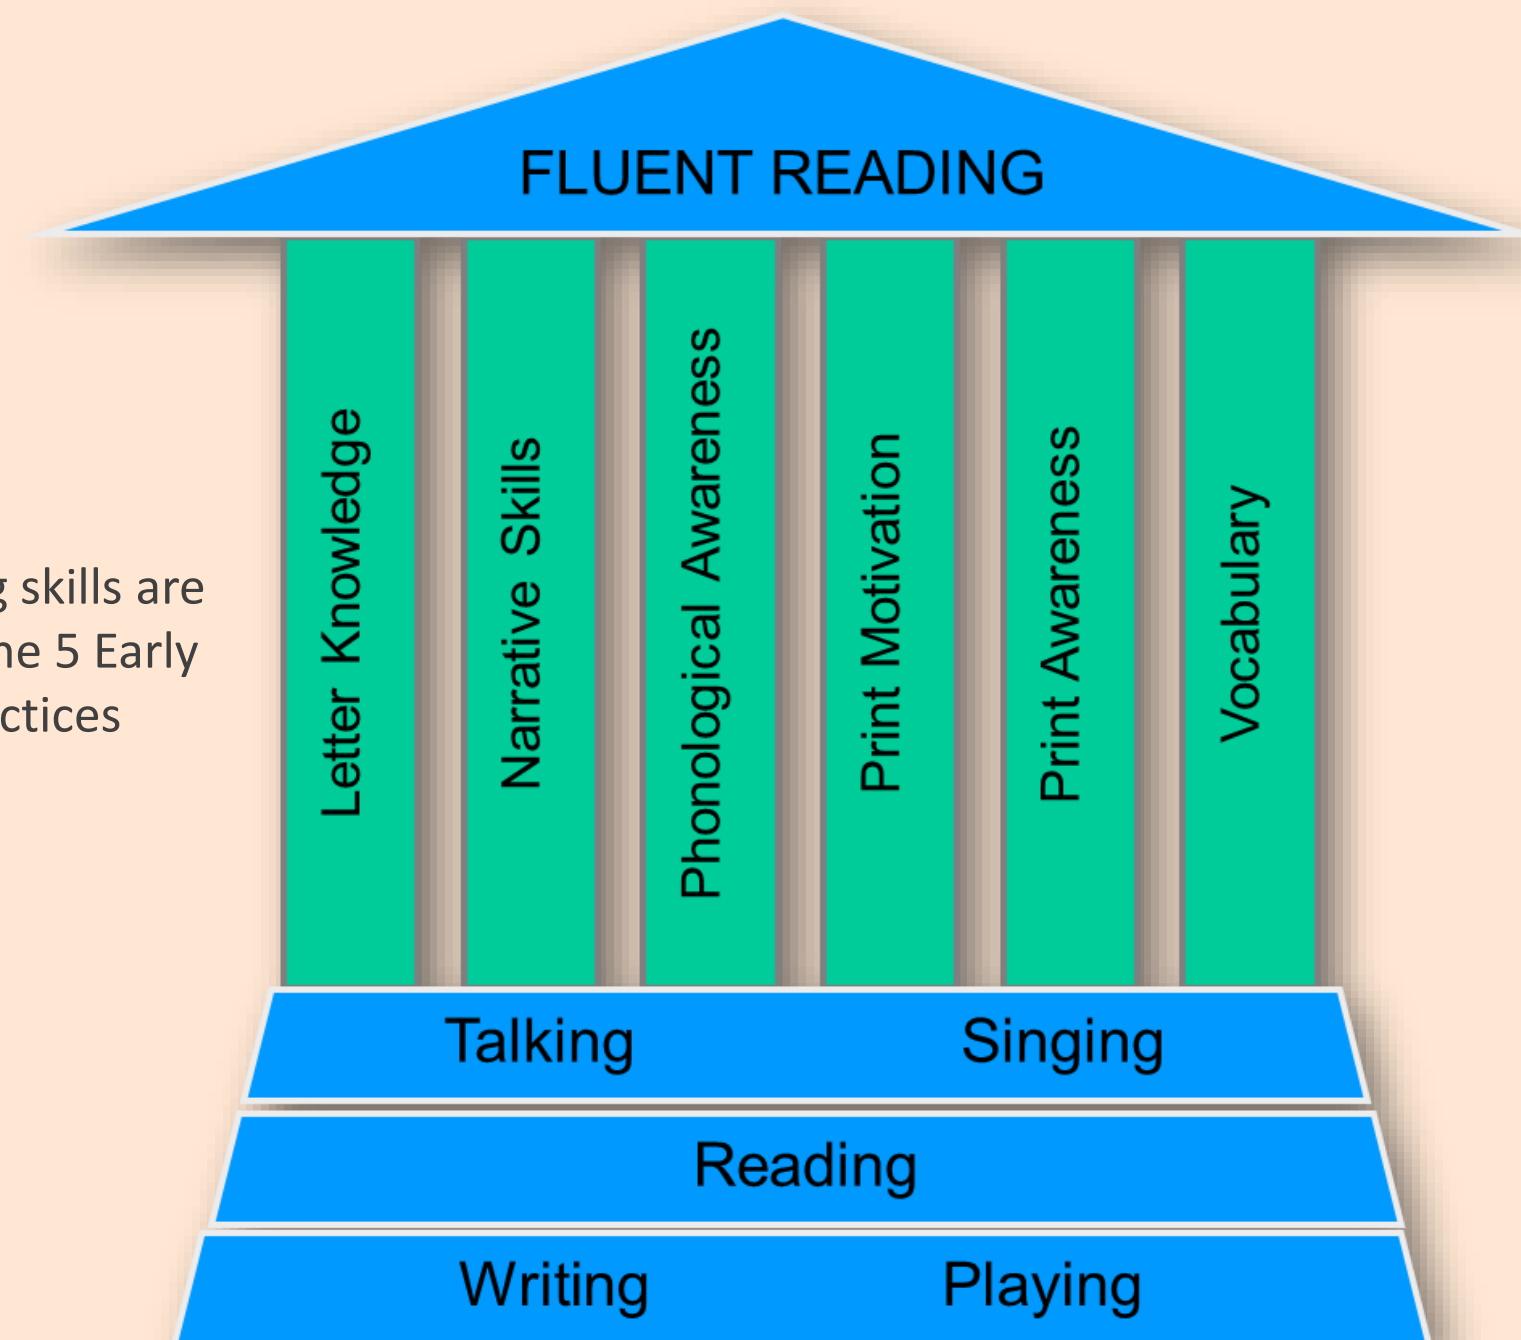 FLUENT READING
Letter Knowledge
Narrative Skills
Phonological Awareness
Print Motivation
Print Awareness
Vocabulary
skills are
5 Early
Talking Singing
Reading
Writing Playing